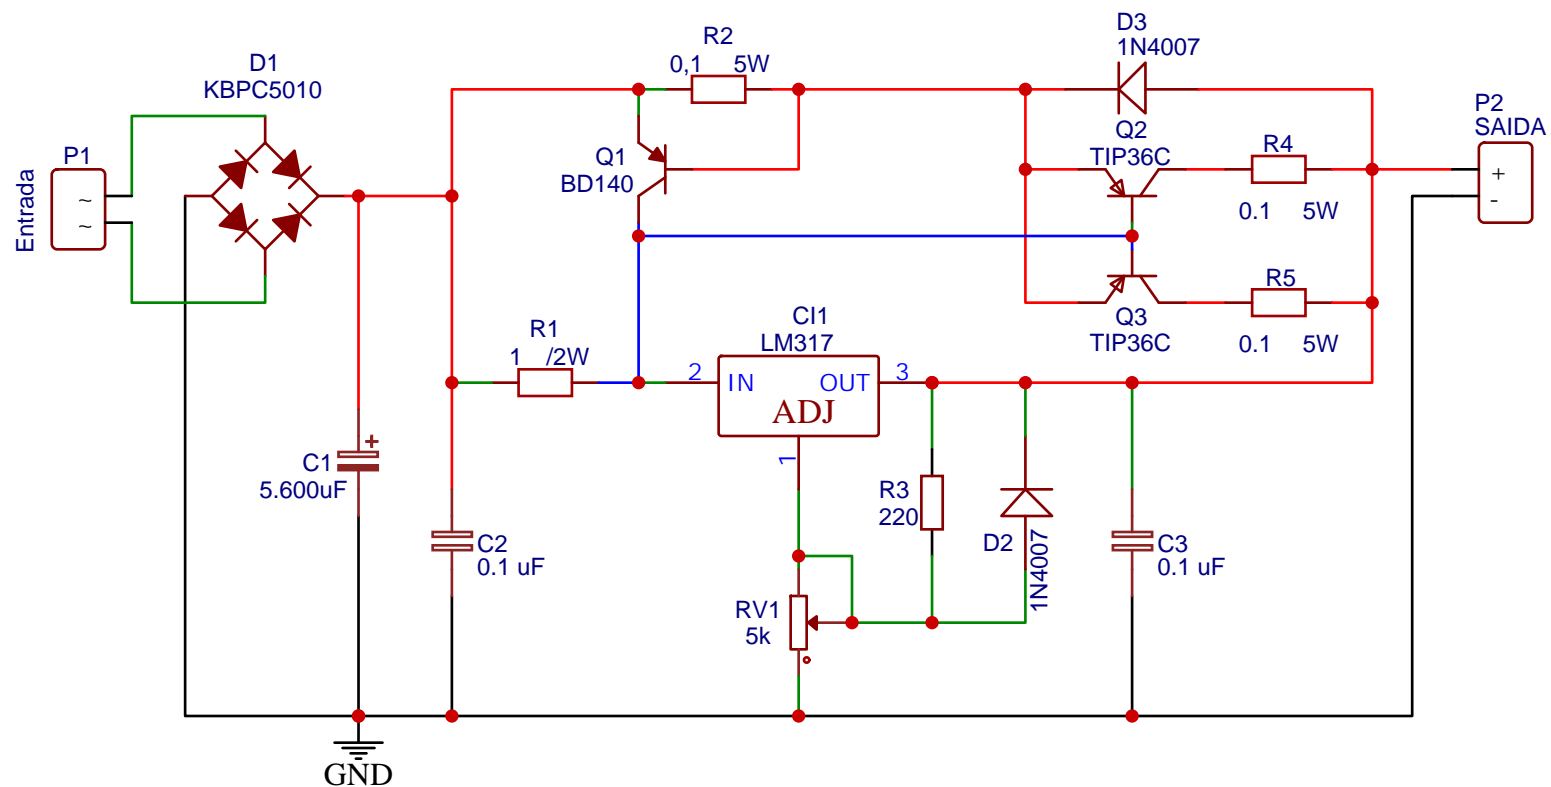 D1
KBPC5010
P1
Entrada
~
~
R2
0,1 5W
Q1
BD140
D3
1N4007
Q2
TIP36C
R4
0.1 5W
P2
SAIDA
+
-
R5
0.1 5W
Q3
TIP36C
R1
1 /2W
CI1
LM317
2 IN OUT 3
ADJ
1
+
C1
5.600uF
C2
0.1 uF
R3
220
D2
1N4007
C3
0.1 uF
RV1
5k
GND